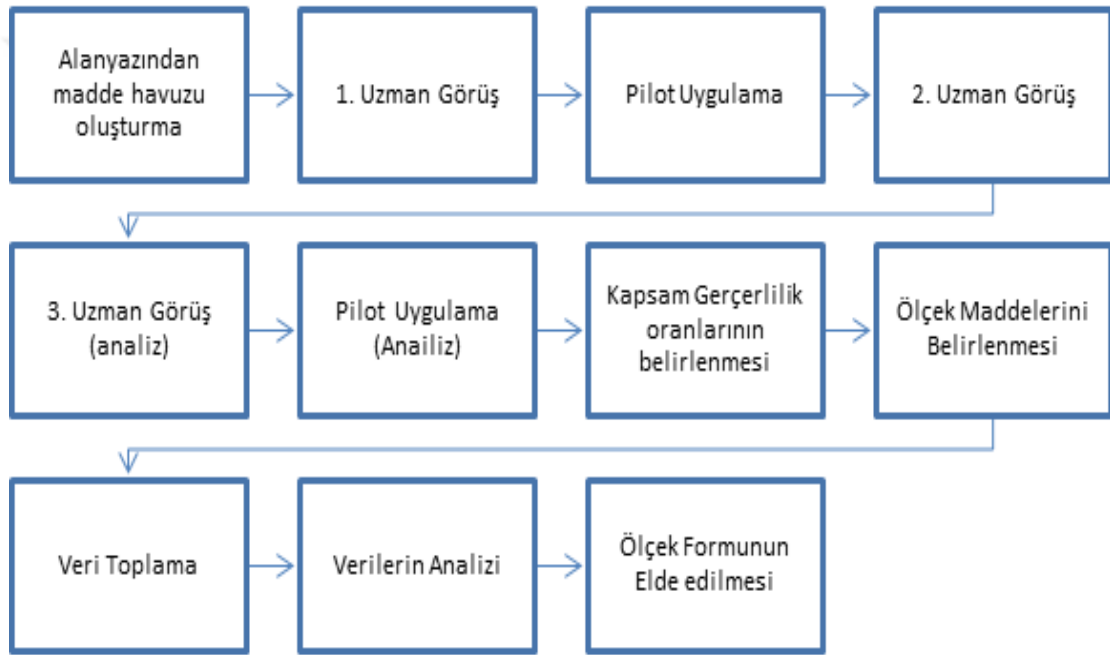 Alanyazından
madde havuzu
oluşturma
1. Uzman Görüş
Pilot Uygulama
2. Uzman Görüş
3. Uzman Görüş
(analiz)
Pilot Uygulama
(Anailiz)
Kapsam Gerçerlilik
oranlarının
belirlenmesi
Ölçek Maddelerini
Belirlenmesi
Veri Toplama
Verilerin Analizi
Ölçek Formunun
Elde edilmesi